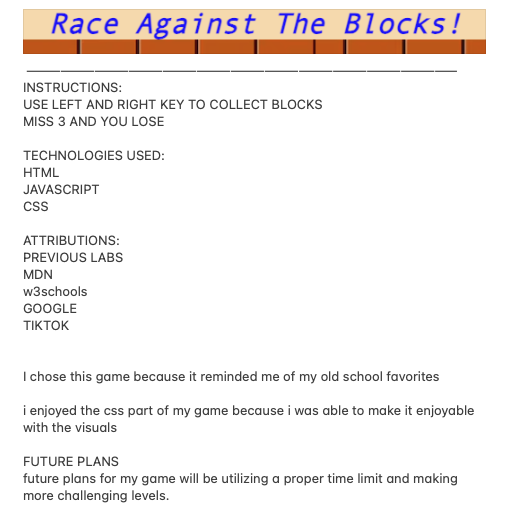 Race Against The Blocks!
INSTRUCTIONS:
USE LEFT AND RIGHT KEY TO COLLECT BLOCKS
MISS 3 AND YOU LOSE
TECHNOLOGIES USED:
HTML
JAVASCRIPT
CSS
ATTRIBUTIONS:
PREVIOUS LABS
MDN
w3schools
GOOGLE
TIKTOK
I chose this game because it reminded me of my old school favorites
i enjoyed the css part of my game because i was able to make it enjoyable
with the visuals
FUTURE PLANS
future plans for my game will be utilizing a proper time limit and making
more challenging levels.